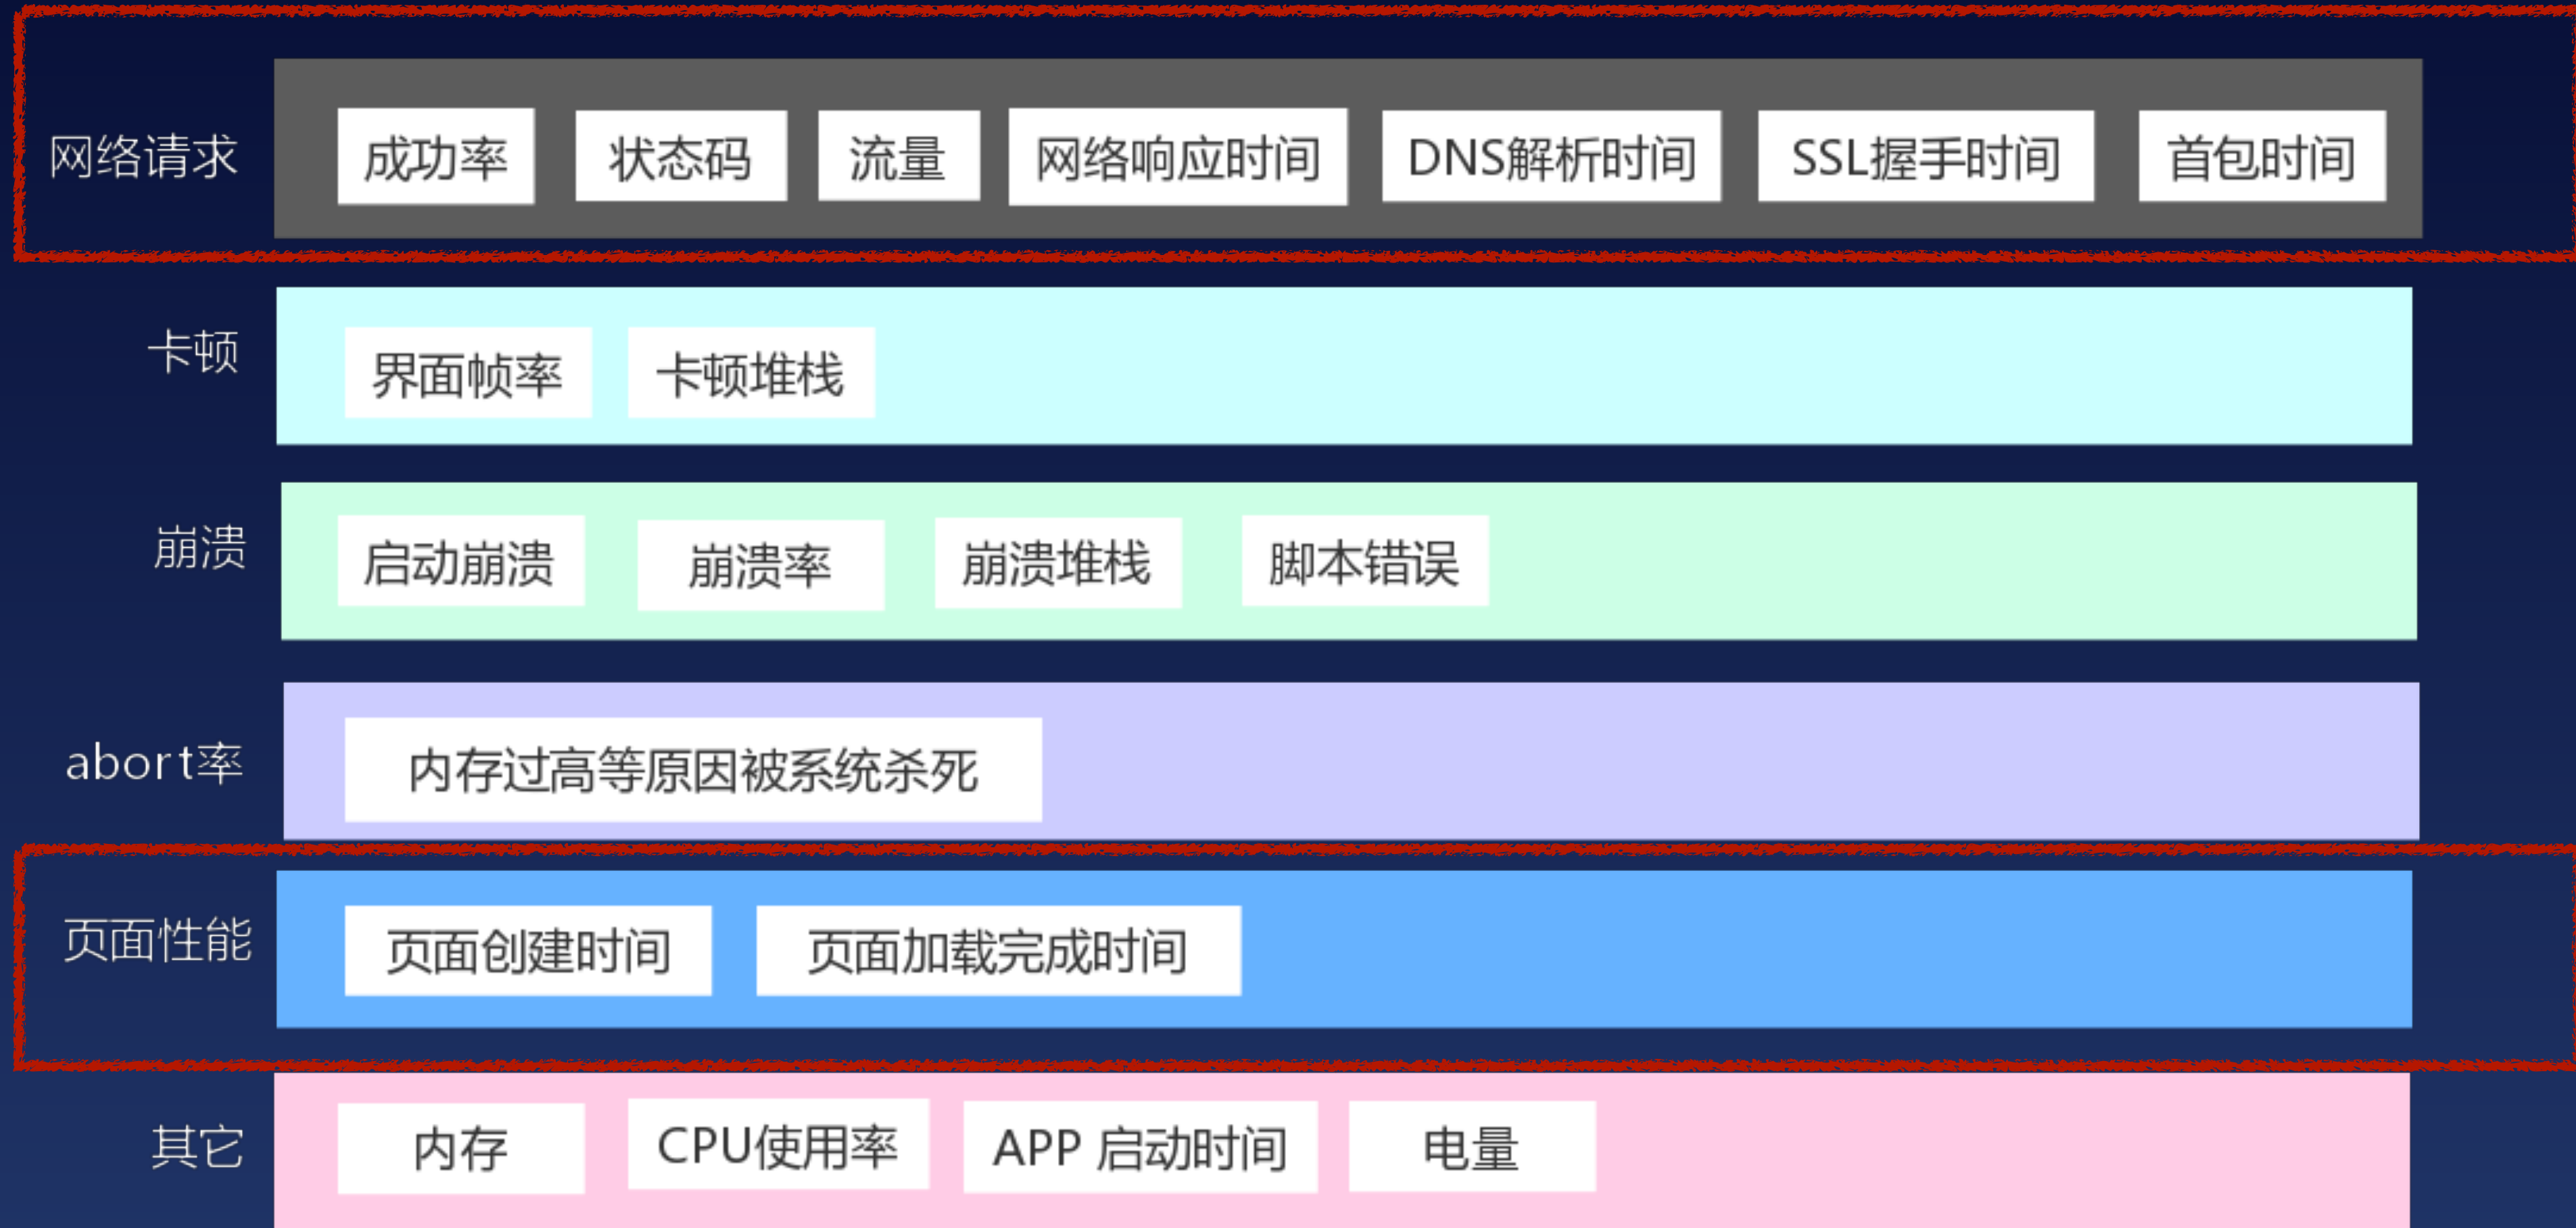 网络请求 成功率 状态码 流量 网络响应时间 DNS解析时间 SSL握手时间 首包时间
卡顿 界面帧率 卡顿堆栈
崩溃 启动崩溃 崩溃率 崩溃堆栈 脚本错误
abort率 内存过高等原因被系统杀死
页面性能 页面创建时间 页面加载完成时间
其它 内存 CPU使用率 APP 启动时间 电量